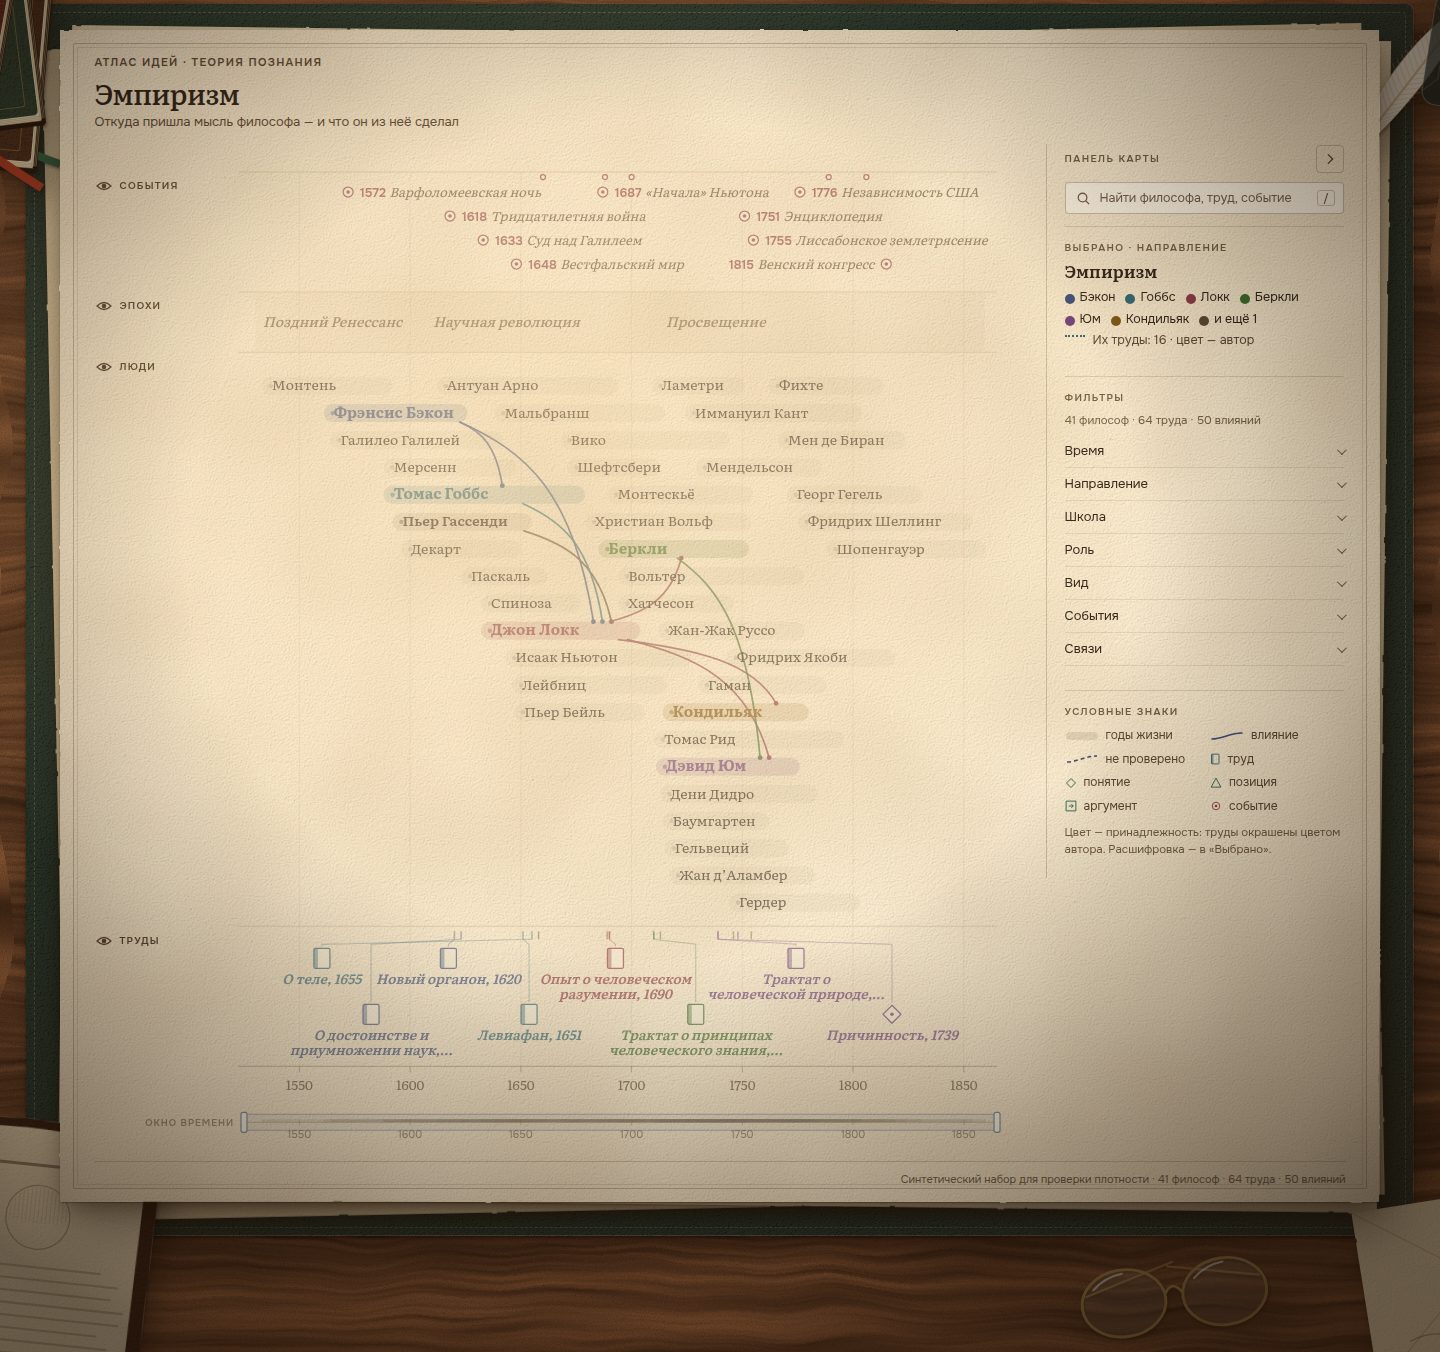 АТЛАС ИДЕЙ · ТЕОРИЯ ПОЗНАНИЯ
Эмпиризм
Откуда пришла мысль философа — и что он из неё сделал
СОБЫТИЯ
1572 Варфоломеевская ночь
1687 «Начала» Ньютона
1776 Независимость США
1618 Тридцатилетняя война
1751 Энциклопедия
1633 Суд над Галилеем
1755 Лиссабонское землетрясение
1648 Вестфальский мир
1815 Венский конгресс
ЭПОХИ
Поздний Ренессанс
Научная революция
Просвещение
ЛЮДИ
Монтень
Антуан Арно
Ламетри
Фихте
Фрэнсис Бэкон
Мальбранш
Иммануил Кант
Галилео Галилей
Вико
Мен де Биран
Мерсенн
Шефтсбери
Мендельсон
Томас Гоббс
Монтескьё
Георг Гегель
Пьер Гассенди
Христиан Вольф
Фридрих Шеллинг
Декарт
Беркли
Шопенгауэр
Паскаль
Вольтер
Спиноза
Хатчесон
Джон Локк
Жан-Жак Руссо
Исаак Ньютон
Фридрих Якоби
Лейбниц
Гаман
Пьер Бейль
Кондильяк
Томас Рид
Дэвид Юм
Дени Дидро
Баумгартен
Гельвеций
Жан д’Аламбер
Гердер
ТРУДЫ
О теле, 1655
Новый органон, 1620
Опыт о человеческом
разумении, 1690
Трактат о
человеческой природе,...
О достоинстве и
приумножении наук,...
Левиафан, 1651
Трактат о принципах
человеческого знания,...
Причинность, 1739
1550 1600 1650 1700 1750 1800 1850
ОКНО ВРЕМЕНИ
1550 1600 1650 1700 1750 1800 1850
ПАНЕЛЬ КАРТЫ
Найти философа, труд, событие /
ВЫБРАНО · НАПРАВЛЕНИЕ
Эмпиризм
Бэкон Гоббс Локк Беркли
Юм Кондильяк и ещё 1
Их труды: 16 · цвет — автор
ФИЛЬТРЫ
41 философ · 64 труда · 50 влияний
Время
Направление
Школа
Роль
Вид
События
Связи
УСЛОВНЫЕ ЗНАКИ
годы жизни влияние
не проверено труд
понятие позиция
аргумент событие
Цвет — принадлежность: труды окрашены цветом
автора. Расшифровка — в «Выбрано».
Синтетический набор для проверки плотности · 41 философ · 64 труда · 50 влияний